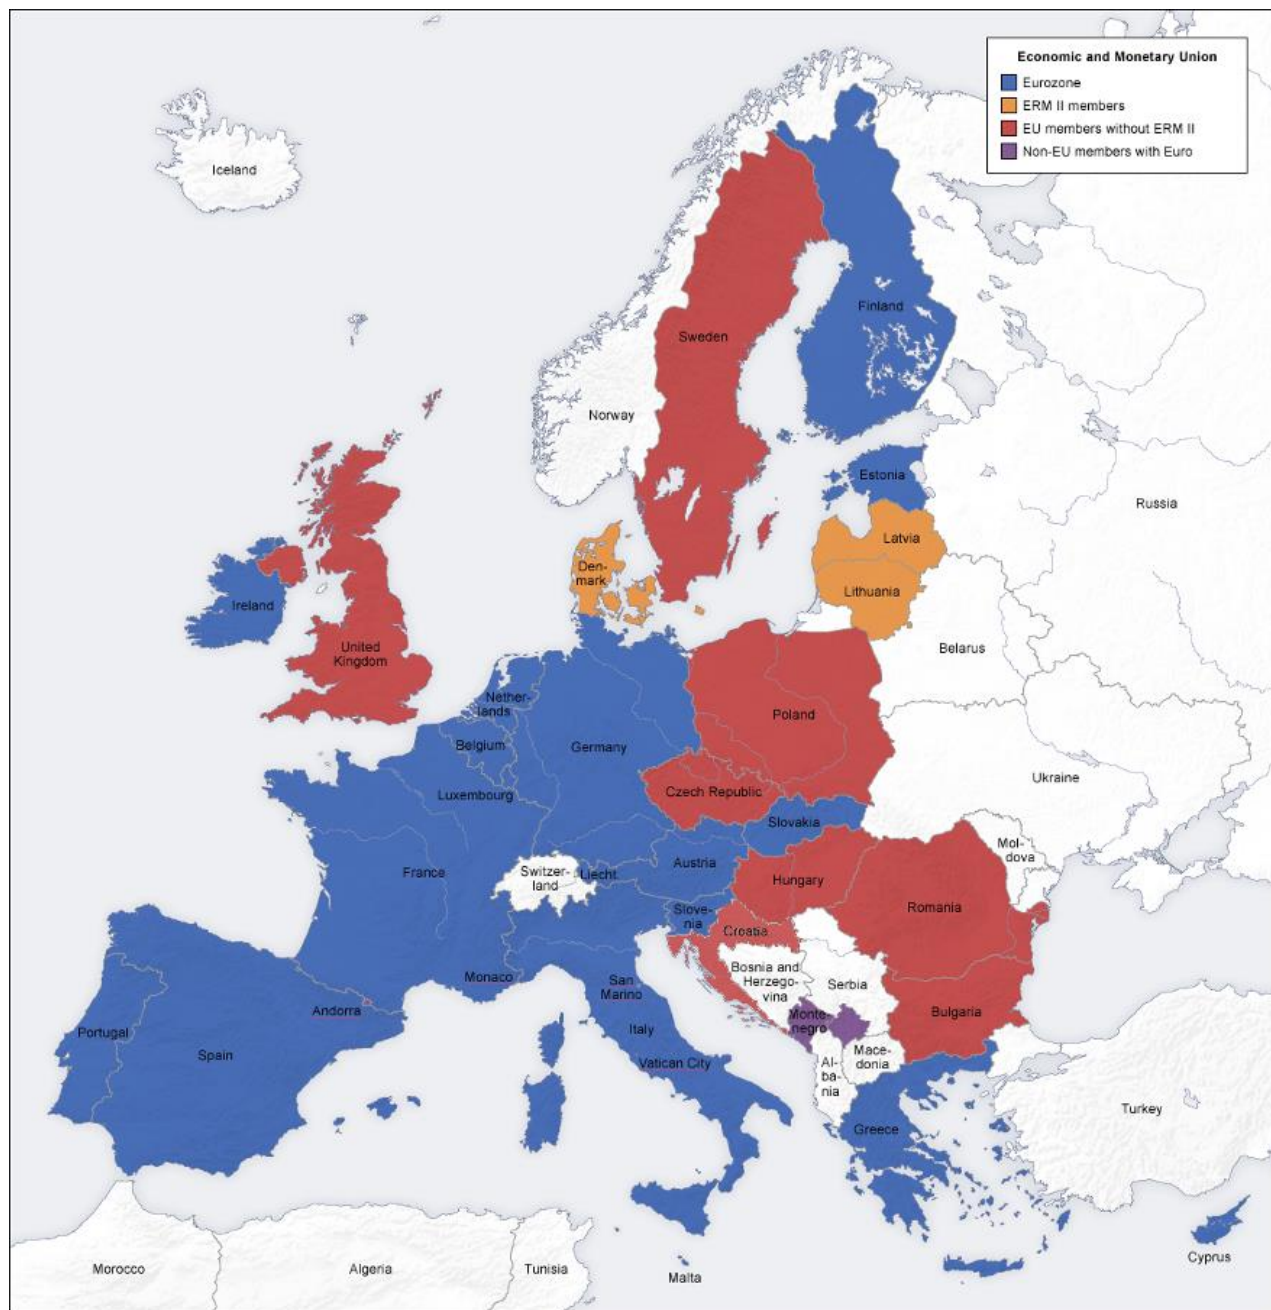 Economic and Monetary Union
Eurozone
ERM II members
EU members without ERM II
Non-EU members with Euro
Iceland
Finland
Sweden
Norway
Estonia
Russia
Latvia
Den-
mark
Lithuania
Ireland
United
Kingdom
Belarus
Nether-
lands
Poland
Belgium
Germany
Ukraine
Czech Republic
Luxembourg
Slovakia
Mol-
dova
Austria
France
Switzer-
land
Liecht.
Hungary
Romania
Slove-
nia
Croatia
Bosnia and
Herzego-
vina
Serbia
Monaco
San
Marino
Andorra
Monte-
negro
Bulgaria
Portugal
Italy
Spain
Vatican City
Mace-
donia
Al-
ba-
nia
Turkey
Greece
Cyprus
Morocco
Algeria
Tunisia
Malta